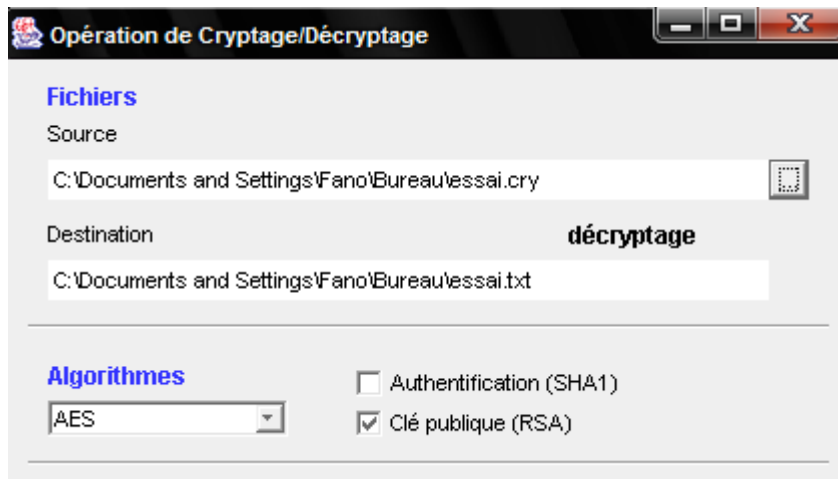 Opération de Cryptage/Décryptage
Fichiers
Source
C:\Documents and Settings\Fano\Bureau\essai.cry
Destination
décryptage
C:\Documents and Settings\Fano\Bureau\essai.txt
Algorithmes
Authentification (SHA1)
AES
Clé publique (RSA)